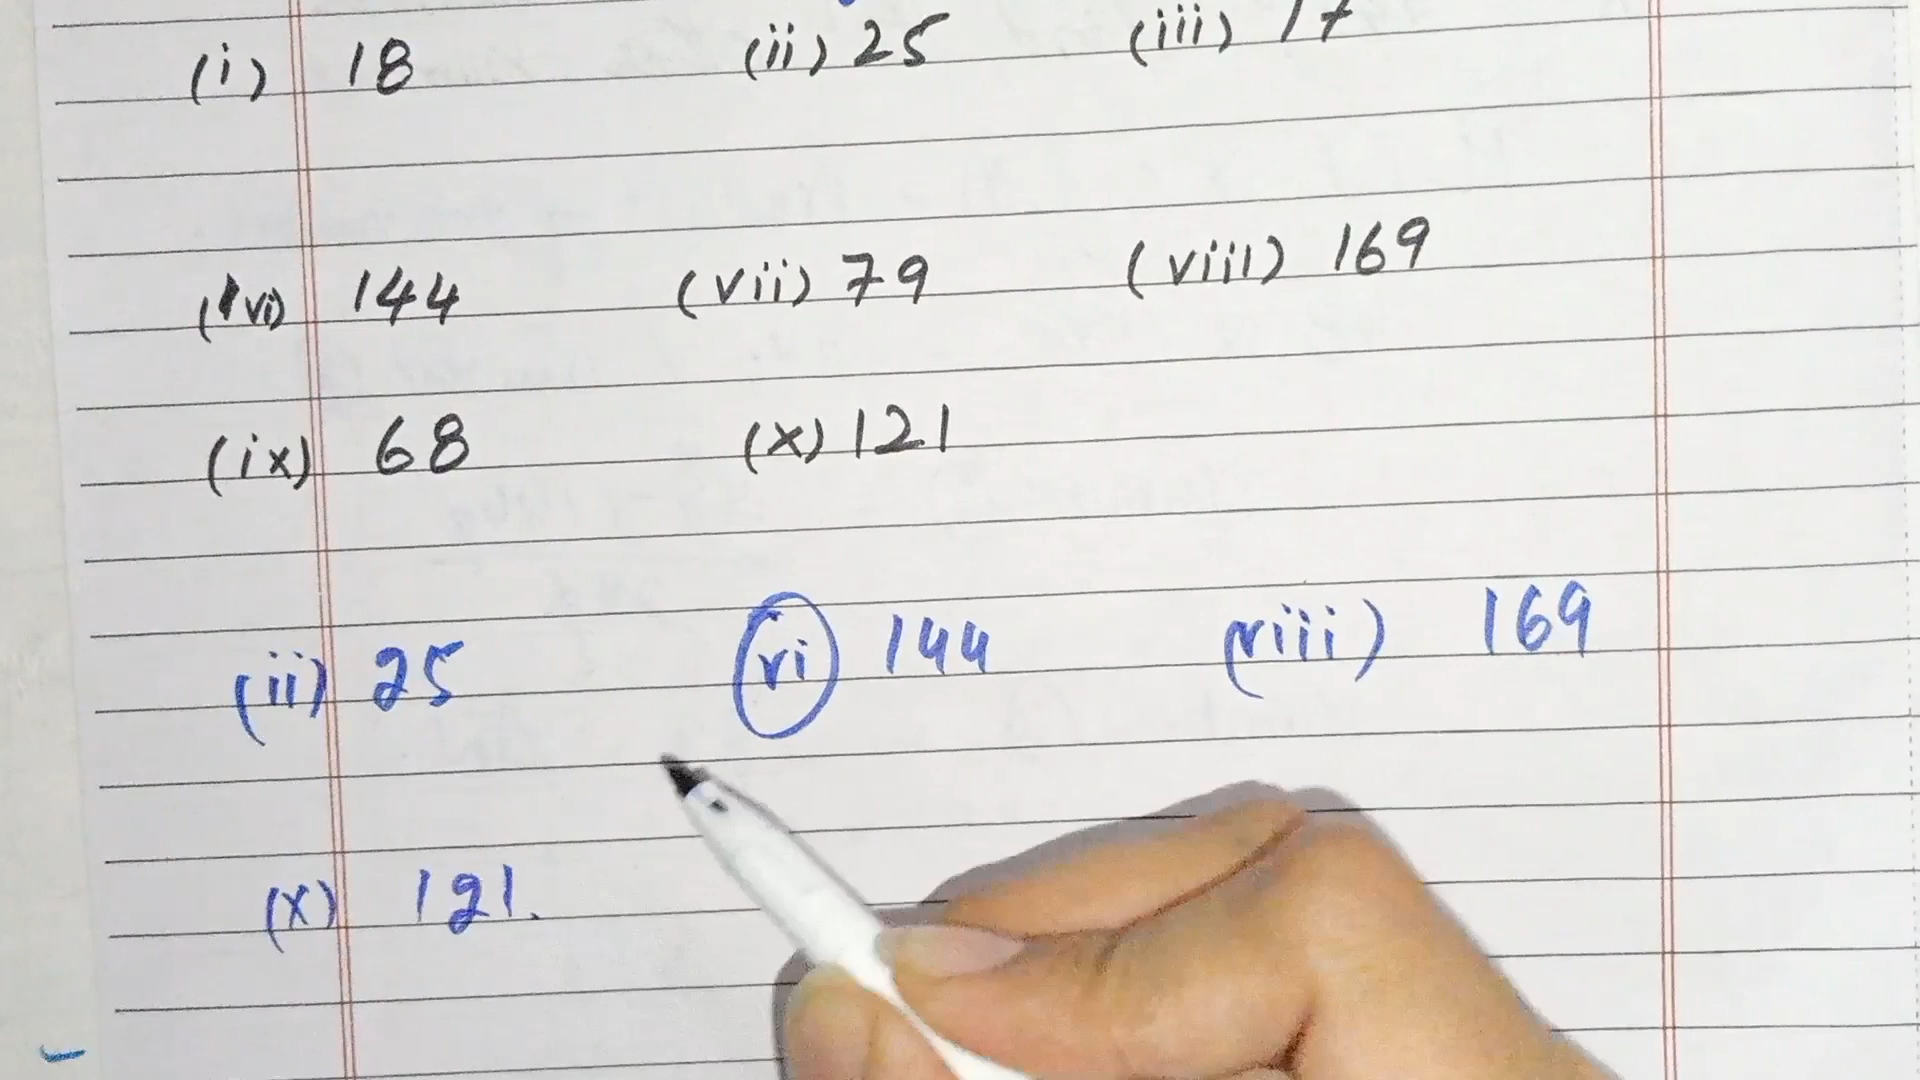 (i) 18 (ii) 25 (iii) 17
(vi) 144 (vii) 79 (viii) 169
(ix) 68 (x) 121
(ii) 25 (vi) 144 (viii) 169
(x) 121.